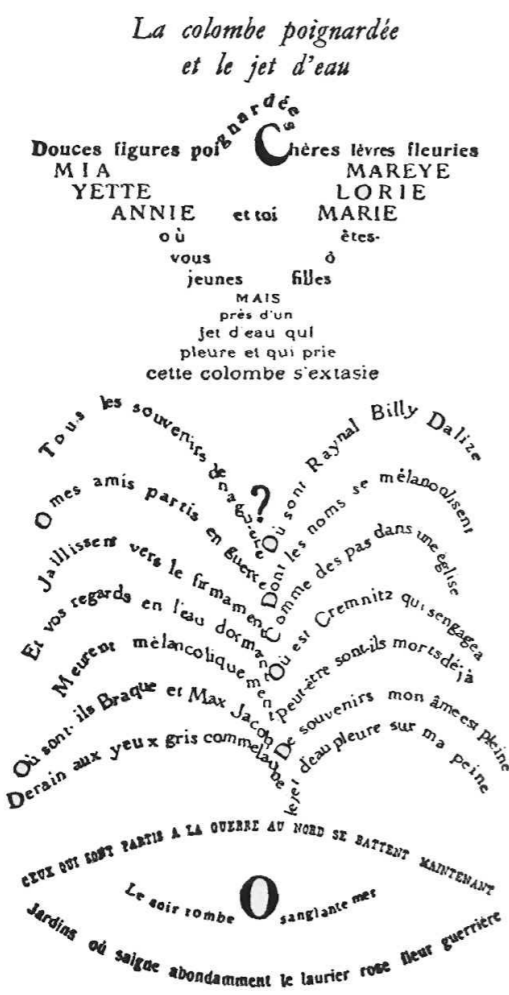 La colombe poignardée
et le jet d'eau
Douces figures poignardées Chères lèvres fleuries
MIA MAREYE
YETTE LORIE
ANNIE et toi MARIE
où êtes-
vous ô
jeunes filles
MAIS
près d'un
jet d'eau qui
pleure et qui prie
cette colombe s'extasie
?
Tous les souvenirs de naguère
O mes amis partis en guerre
Jaillissent vers le firmament
Et vos regards en l'eau dormant
Meurent mélancoliquement
Où sont-ils Braque et Max Jacob
Derain aux yeux gris comme l'aube
Où sont Raynal Billy Dalize
Dont les noms se mélancolisent
Comme des pas dans une église
Où est Cremnitz qui s'engagea
Peut-être sont-ils morts déjà
De souvenirs mon âme est pleine
Le jet d'eau pleure sur ma peine
CEUX QUI SONT PARTIS A LA GUERRE AU NORD SE BATTENT MAINTENANT
Le soir tombe O sanglante mer
Jardins où saigne abondamment le laurier rose fleur guerrière